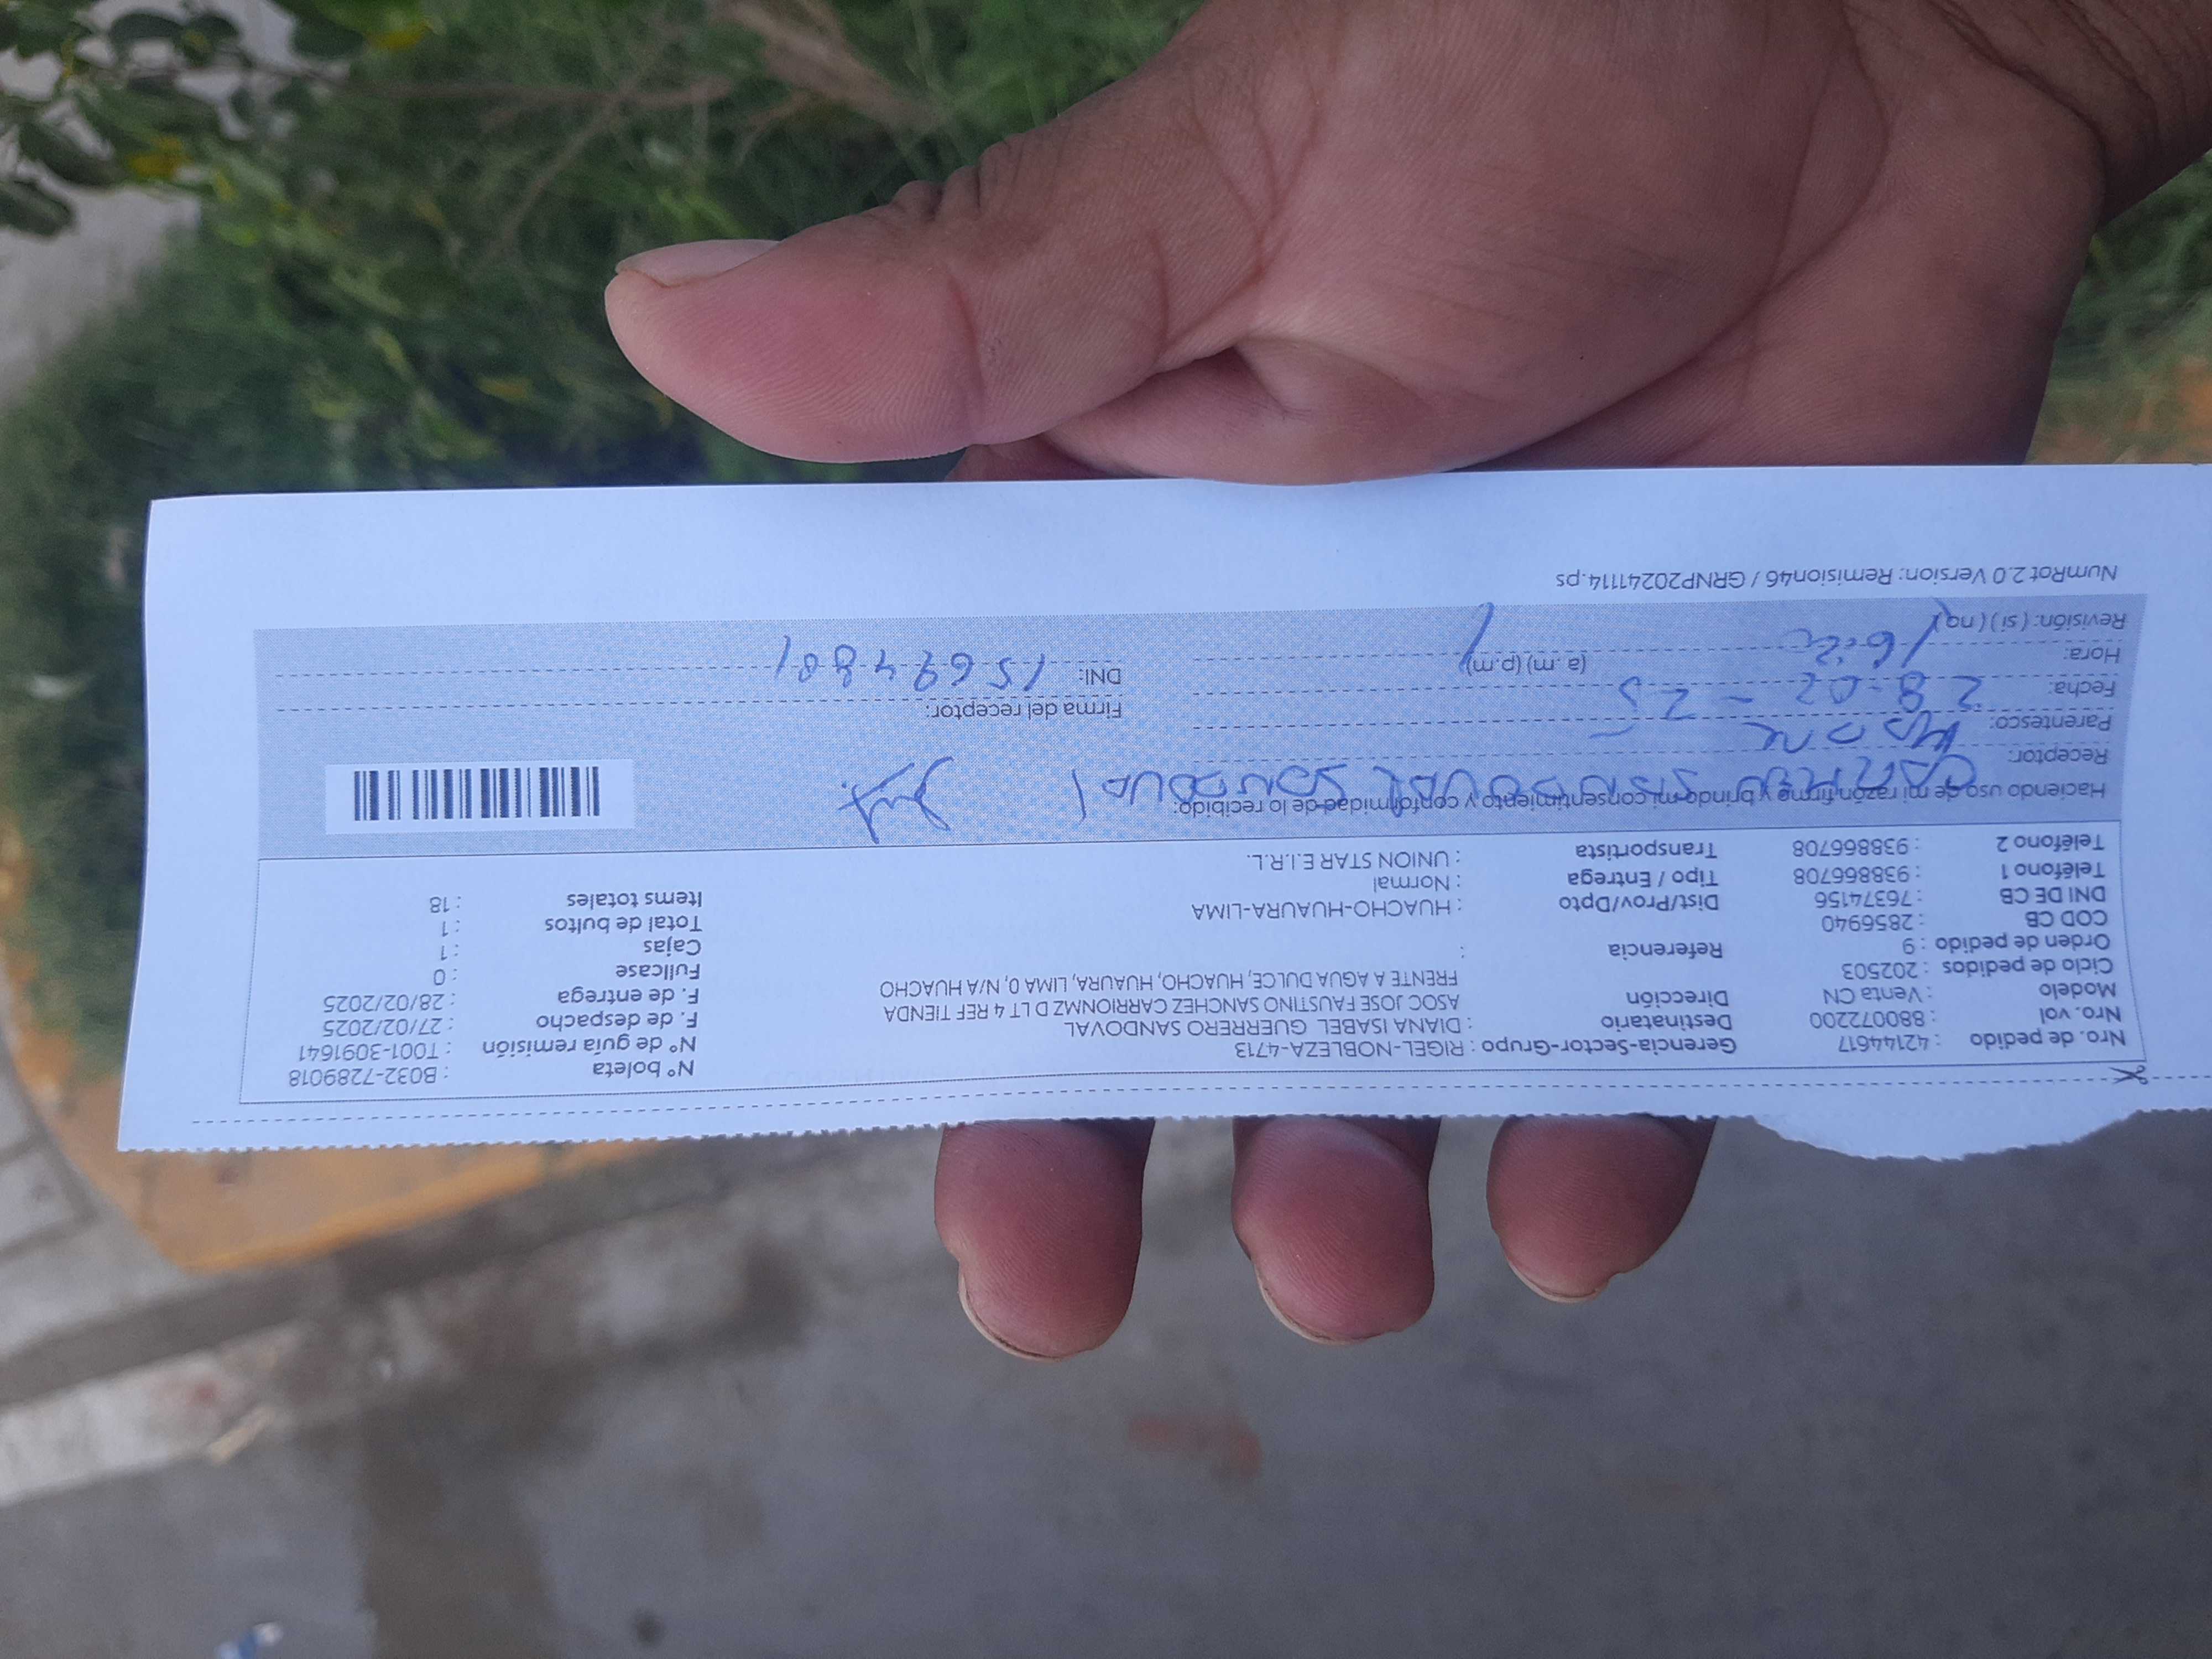 Nro. de pedido : 42144617 Gerencia-Sector-Grupo : RIGEL-NOBLEZA-4713 N° boleta : B032-7289018
Nro. vol : 880072200 Destinatario : DIANA ISABEL GUERRERO SANDOVAL N° de guía remisión : T001-3091641
Modelo : Venta CN Dirección ASOC JOSE FAUSTINO SANCHEZ CARRIONMZ D LT 4 REF TIENDA F. de despacho : 27/02/2025
Ciclo de pedidos : 202503 FRENTE A AGUA DULCE, HUACHO, HUAURA, LIMA 0, N/A HUACHO F. de entrega : 28/02/2025
Orden de pedido : 9 Referencia : Fullcase : 0
COD CB : 2856940 Cajas : 1
DNI DE CB : 76374156 Dist/Prov/Dpto : HUACHO-HUAURA-LIMA Total de bultos : 1
Teléfono 1 : 938866708 Tipo / Entrega : Normal Items totales : 18
Teléfono 2 : 938866708 Transportista : UNION STAR E.I.R.L.
Haciendo uso de mi razón firmo y brindo mi consentimiento y conformidad de lo recibido:
Receptor: SANDOVAL
Parentesco:
Fecha: 28-02-25 Firma del receptor:
Hora: (a. m) (p.m) DNI:
Revisión: (si) (no)
NumRot 2.0 Version: Remision46 / GRNP20241114.ps